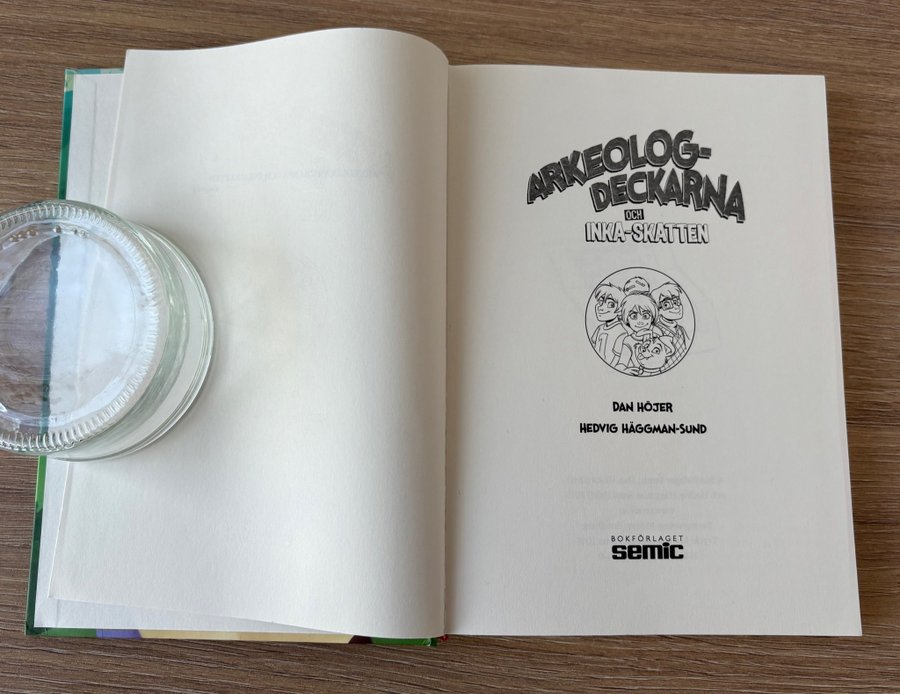 ARKEOLOG-
DECKARNA
OCH
INKA-SKATTEN
DAN HÖJER
HEDVIG HÄGGMAN-SUND
BOKFÖRLAGET
semic